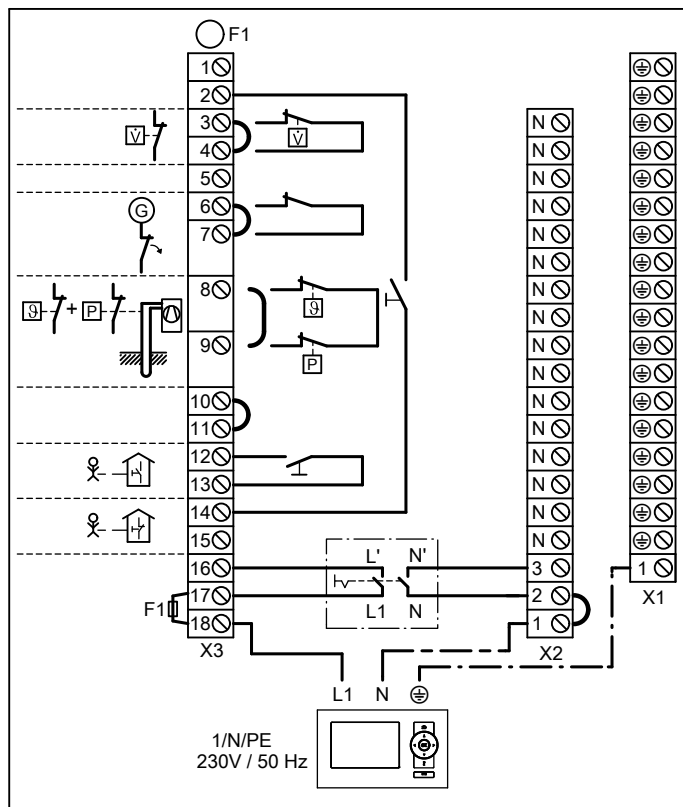 F1
1
2
3 N
V̇ V̇
4 N
5 N
6 N
G
7 N
N
8 N
ϑ + P ϑ
N
9 N
P
N
10 N
11 N
12 N
13 N
14 N
15 N
L' N'
16 3 1
17 2 X1
F1 L1 N
18 1
X3 X2
L1 N
1/N/PE
230V / 50 Hz